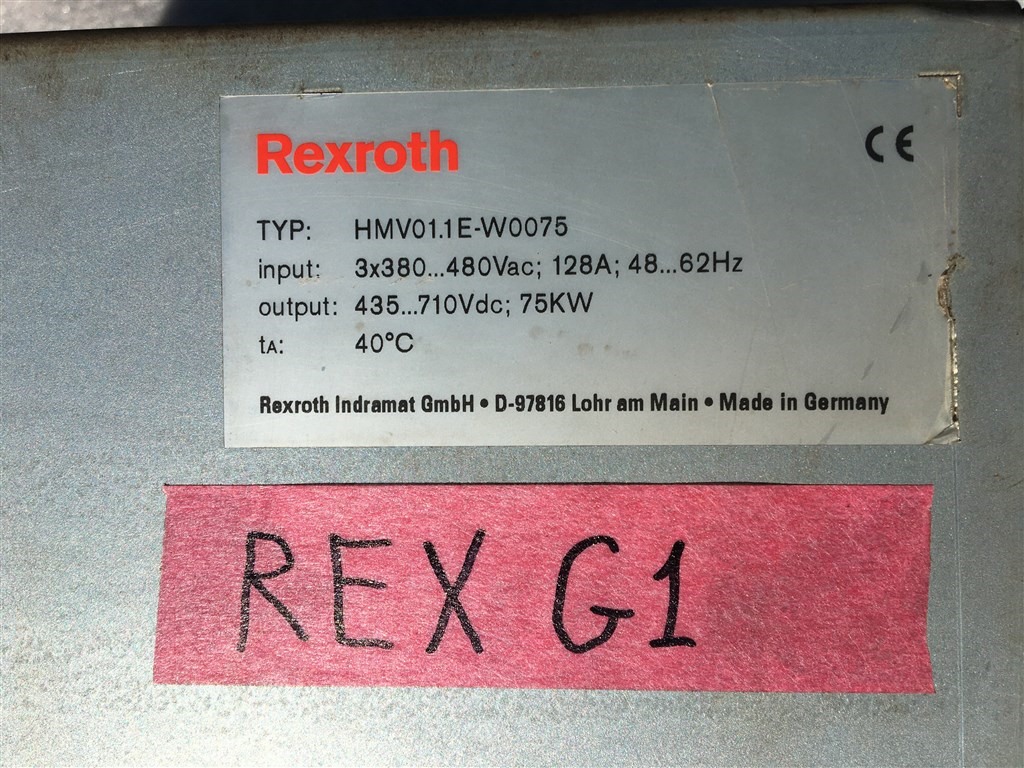 Rexroth CE
TYP: HMV01.1E-W0075
input: 3x380...480Vac; 128A; 48...62Hz
output: 435...710Vdc; 75KW
tA: 40°C
Rexroth Indramat GmbH • D-97816 Lohr am Main • Made in Germany
REX G1